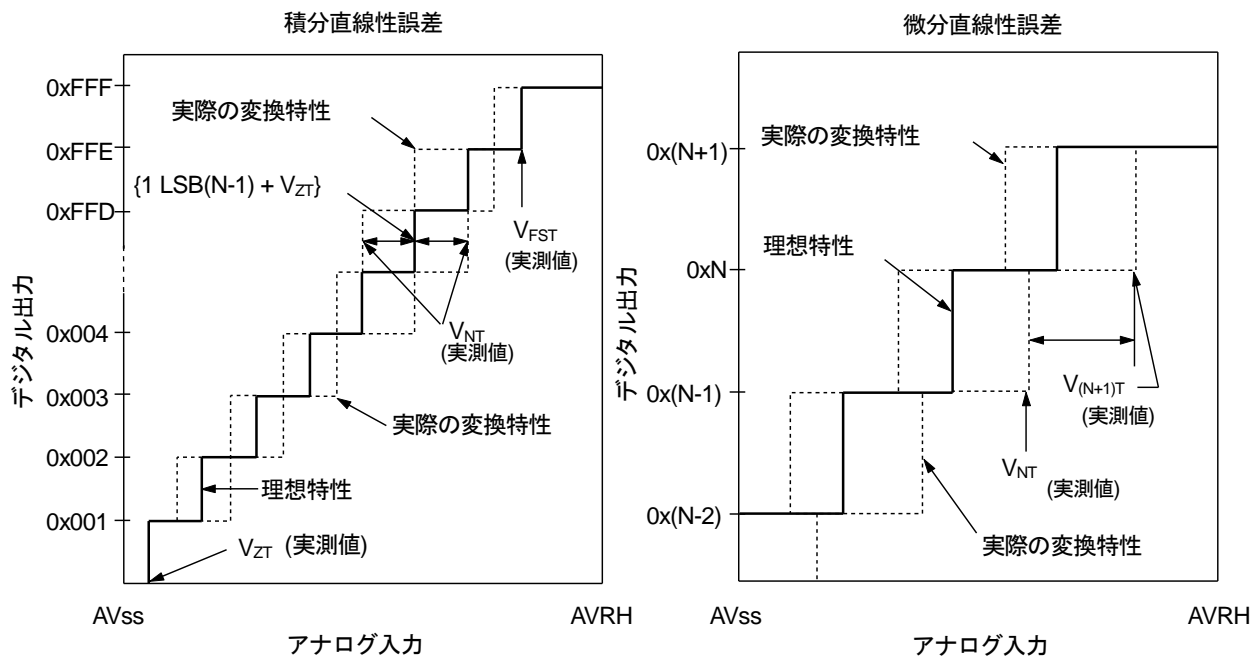 積分直線性誤差
0xFFF
実際の変換特性
0xFFE
{1 LSB(N-1) + VZT}
0xFFD
VFST
(実測値)
デジタル出力
0x004
VNT
(実測値)
0x003
実際の変換特性
0x002
理想特性
0x001
VZT (実測値)
AVss
AVRH
アナログ入力
微分直線性誤差
実際の変換特性
0x(N+1)
理想特性
0xN
デジタル出力
V(N+1)T
(実測値)
0x(N-1)
VNT
(実測値)
0x(N-2)
実際の変換特性
AVss
AVRH
アナログ入力